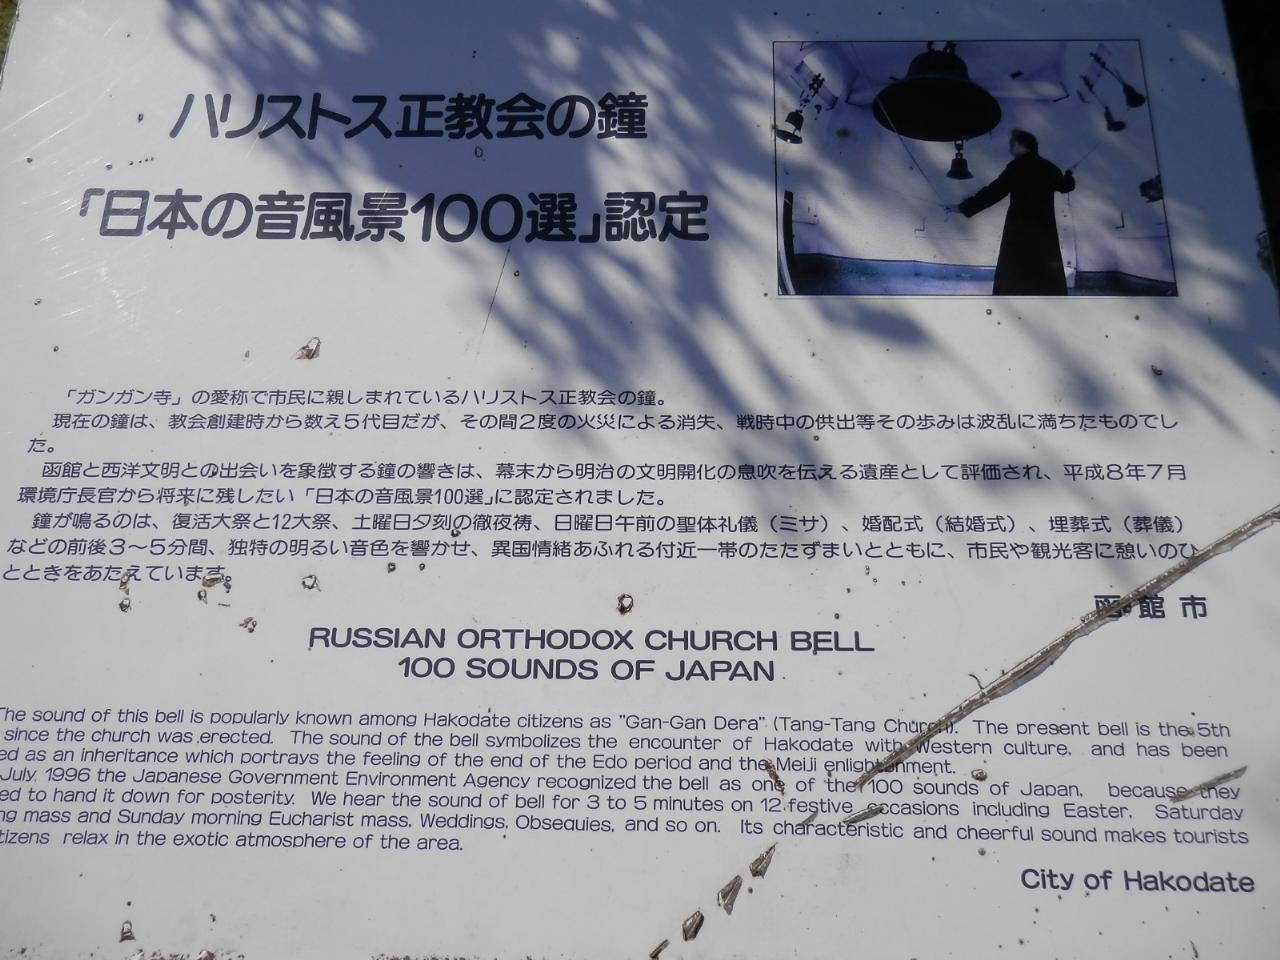 ハリストス正教会の鐘
「日本の音風景100選」認定
「ガンガン寺」の愛称で市民に親しまれているハリストス正教会の鐘。
現在の鐘は、教会創建時から数え5代目だが、その間2度の火災による消失、戦時中の供出等その歩みは波乱に満ちたものでし
た。
函館と西洋文明との出会いを象徴する鐘の響きは、幕末から明治の文明開化の息吹を伝える遺産として評価され、平成8年7月
環境庁長官から将来に残したい「日本の音風景100選」に認定されました。
鐘が鳴るのは、復活大祭と12大祭、土曜日夕刻の徹夜祷、日曜日午前の聖体礼儀（ミサ）、婚配式（結婚式）、埋葬式（葬儀）
などの前後3〜5分間、独特の明るい音色を響かせ、異国情緒あふれる付近一帯のたたずまいとともに、市民や観光客に憩いのひ
とときをあたえています。
函館市
RUSSIAN ORTHODOX CHURCH BELL
100 SOUNDS OF JAPAN
The sound of this bell is popularly known among Hakodate citizens as "Gan-Gan Dera" (Tang-Tang Church). The present bell is the 5th
since the church was erected. The sound of the bell symbolizes the encounter of Hakodate with Western culture, and has been
ed as an inheritance which portrays the feeling of the end of the Edo period and the Meiji enlightenment.
July, 1996 the Japanese Government Environment Agency recognized the bell as one of the 100 sounds of Japan, because they
ed to hand it down for posterity. We hear the sound of bell for 3 to 5 minutes on 12 festive occasions including Easter, Saturday
ng mass and Sunday morning Eucharist mass, Weddings, Obsequies, and so on. Its characteristic and cheerful sound makes tourists
tizens relax in the exotic atmosphere of the area.
City of Hakodate